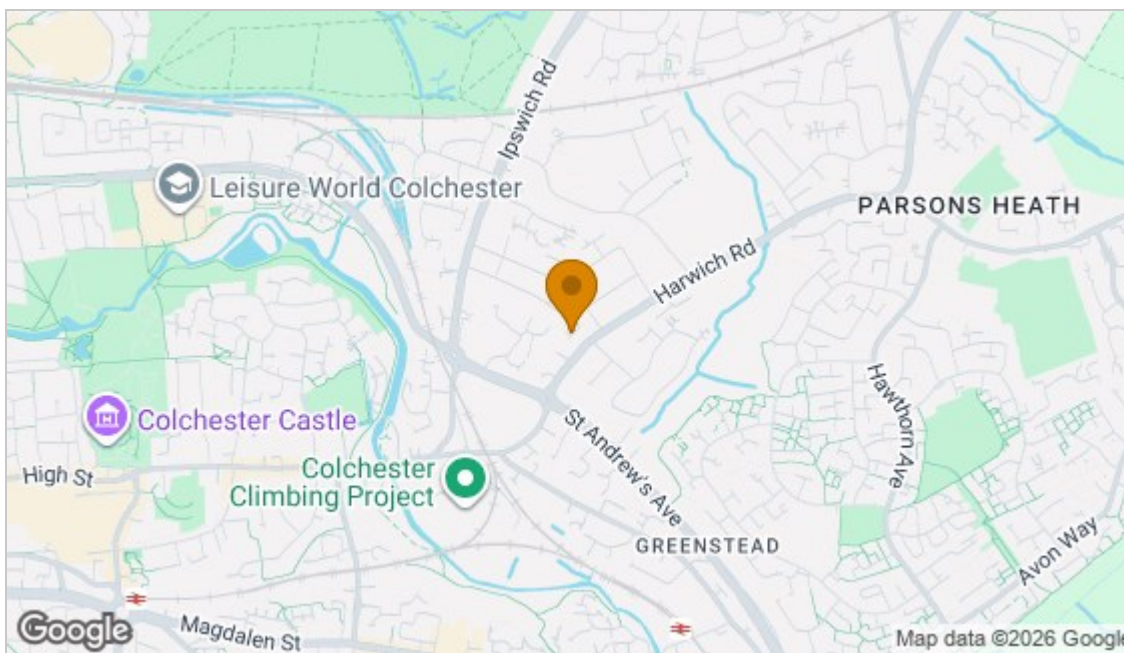 Ipswich Rd
Leisure World Colchester
PARSONS HEATH
Harwich Rd
Colchester Castle
Hawthorn Ave
St Andrew's Ave
High St
Colchester
Climbing Project
GREENSTEAD
Avon Way
Magdalen St
Google
Map data ©2026 Google